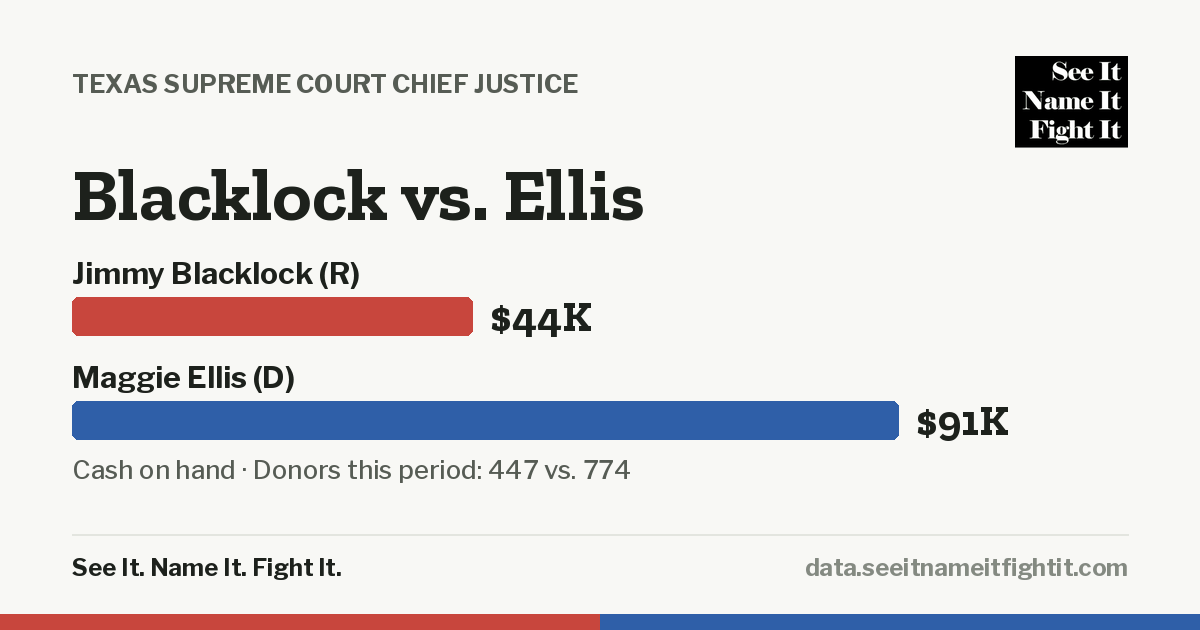 TEXAS SUPREME COURT CHIEF JUSTICE
See It
Name It
Fight It
Blacklock vs. Ellis
Jimmy Blacklock (R)
$44K
Maggie Ellis (D)
$91K
Cash on hand · Donors this period: 447 vs. 774
See It. Name It. Fight It.
data.seeitnameitfightit.com